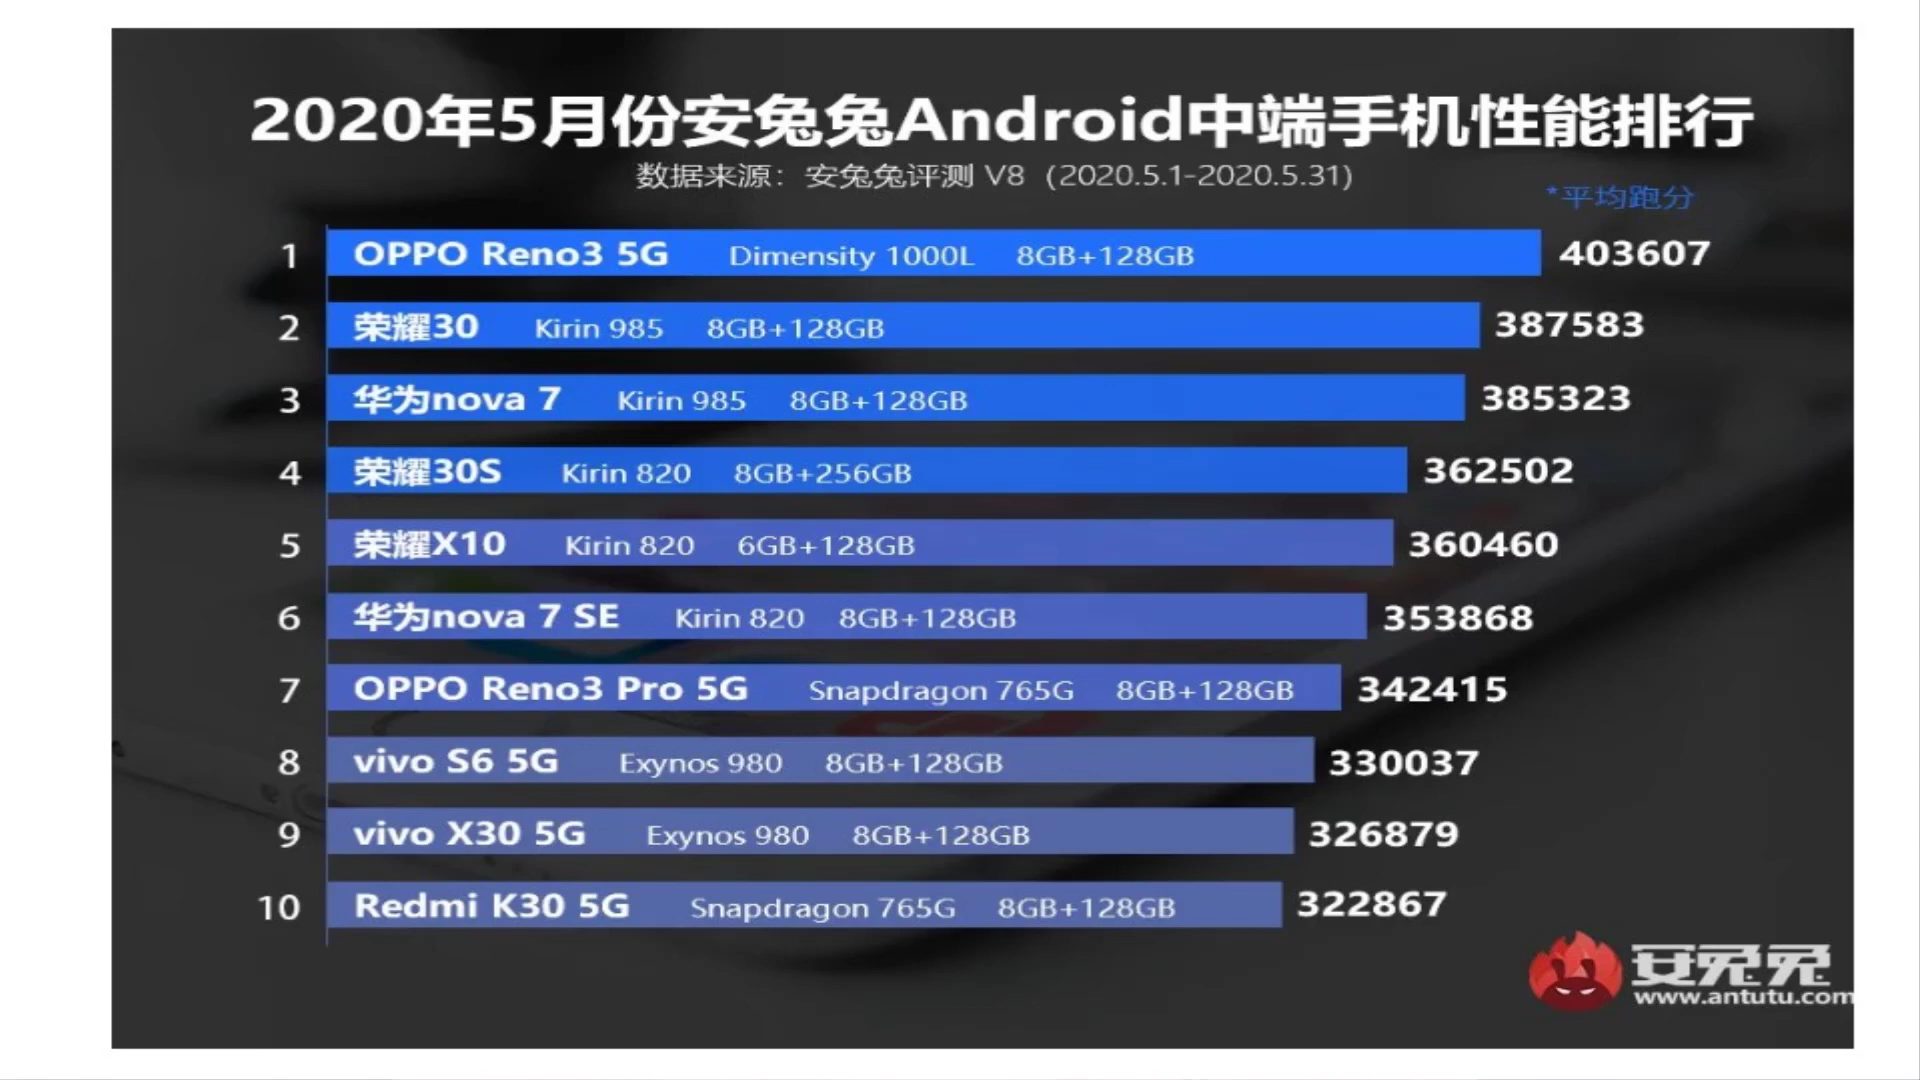 2020年5月份安兔兔Android中端手机性能排行
数据来源：安兔兔评测 V8（2020.5.1-2020.5.31）
*平均跑分
1 OPPO Reno3 5G Dimensity 1000L 8GB+128GB 403607
2 荣耀30 Kirin 985 8GB+128GB 387583
3 华为nova 7 Kirin 985 8GB+128GB 385323
4 荣耀30S Kirin 820 8GB+256GB 362502
5 荣耀X10 Kirin 820 6GB+128GB 360460
6 华为nova 7 SE Kirin 820 8GB+128GB 353868
7 OPPO Reno3 Pro 5G Snapdragon 765G 8GB+128GB 342415
8 vivo S6 5G Exynos 980 8GB+128GB 330037
9 vivo X30 5G Exynos 980 8GB+128GB 326879
10 Redmi K30 5G Snapdragon 765G 8GB+128GB 322867
安兔兔
www.antutu.com